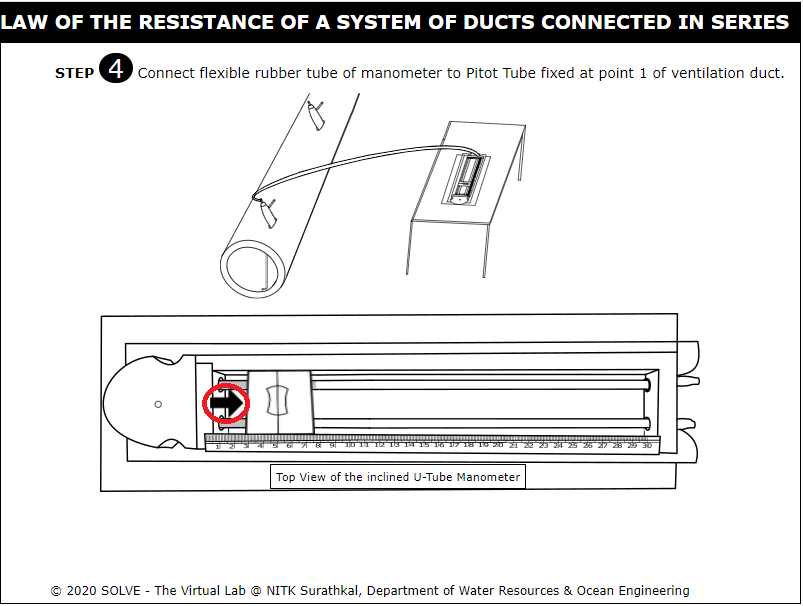 LAW OF THE RESISTANCE OF A SYSTEM OF DUCTS CONNECTED IN SERIES
STEP 4 Connect flexible rubber tube of manometer to Pitot Tube fixed at point 1 of ventilation duct.
1 2 3 4 5 6 7 8 9 10 11 12 13 14 15 16 17 18 19 20 21 22 23 24 25 26 27 28 29 30
Top View of the inclined U-Tube Manometer
© 2020 SOLVE - The Virtual Lab @ NITK Surathkal, Department of Water Resources & Ocean Engineering